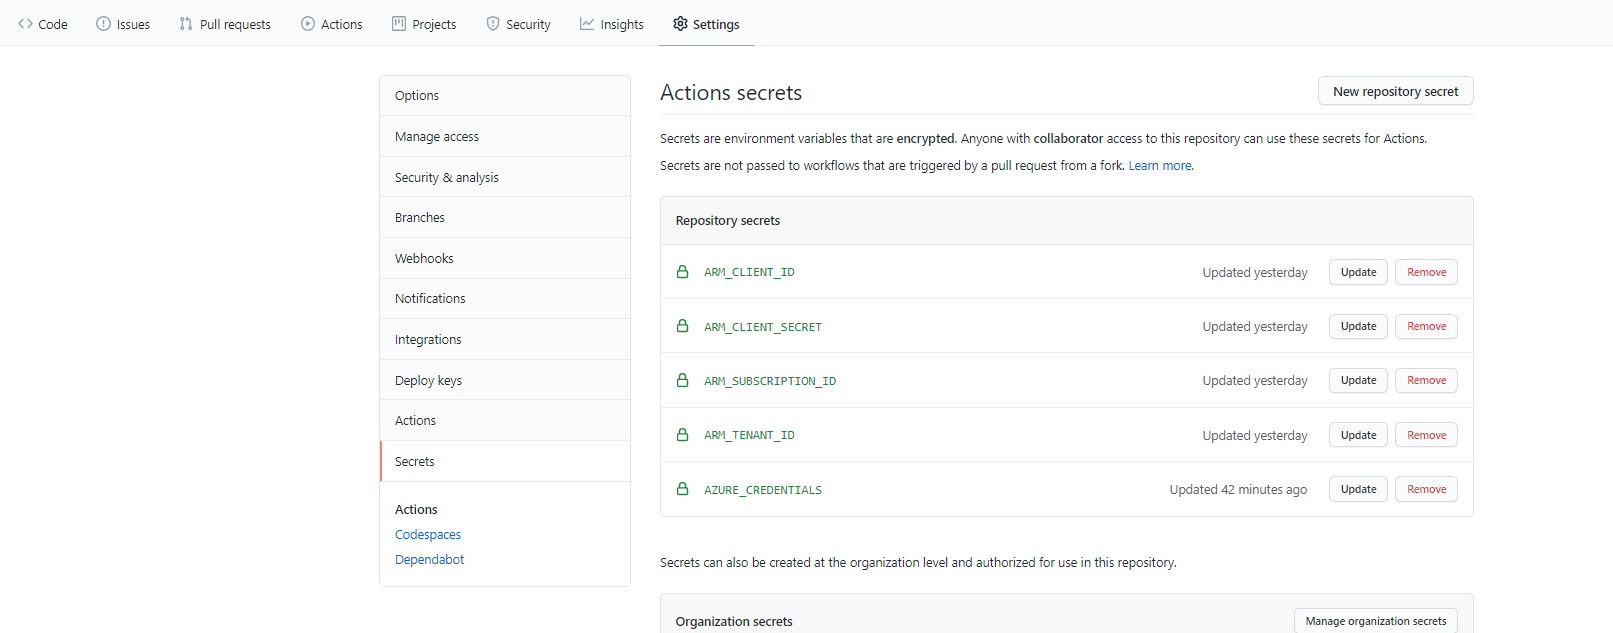 Code Issues Pull requests Actions Projects Security Insights Settings
Options
Manage access
Security & analysis
Branches
Webhooks
Notifications
Integrations
Deploy keys
Actions
Secrets
Actions
Codespaces
Dependabot
Actions secrets
New repository secret
Secrets are environment variables that are encrypted. Anyone with collaborator access to this repository can use these secrets for Actions.
Secrets are not passed to workflows that are triggered by a pull request from a fork. Learn more.
Repository secrets
ARM_CLIENT_ID Updated yesterday Update Remove
ARM_CLIENT_SECRET Updated yesterday Update Remove
ARM_SUBSCRIPTION_ID Updated yesterday Update Remove
ARM_TENANT_ID Updated yesterday Update Remove
AZURE_CREDENTIALS Updated 42 minutes ago Update Remove
Secrets can also be created at the organization level and authorized for use in this repository.
Organization secrets Manage organization secrets